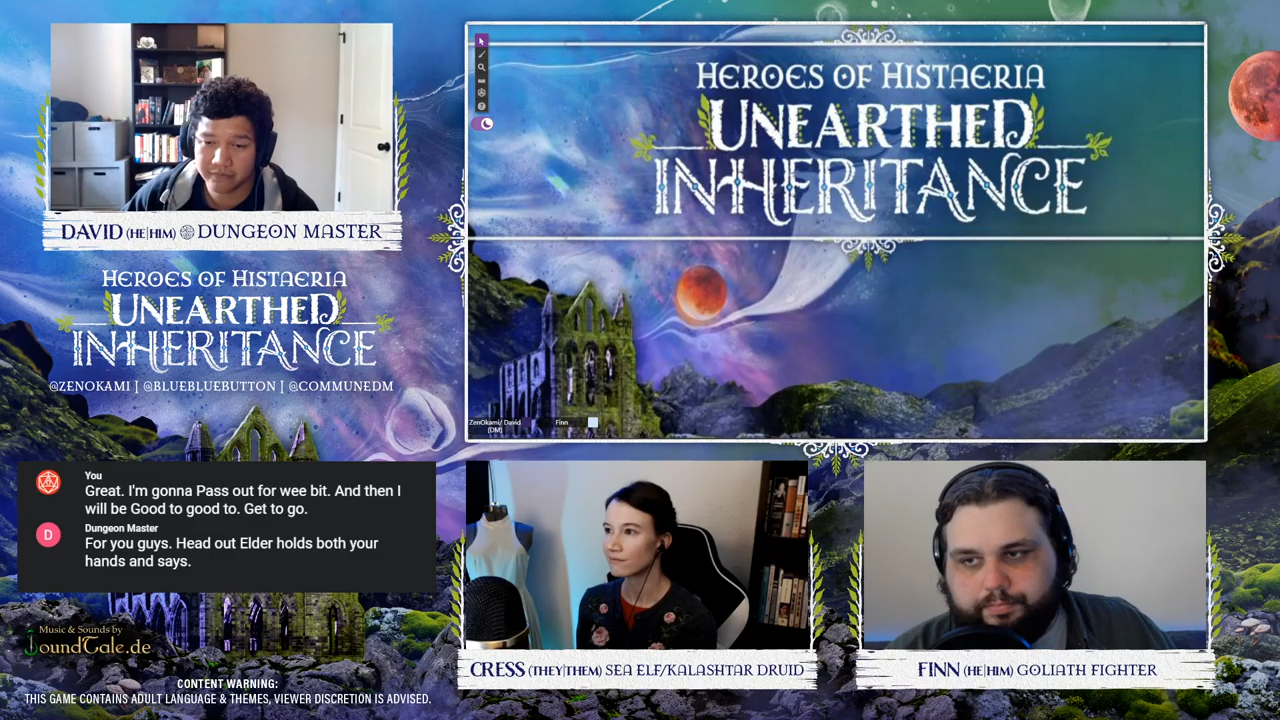 HEROES OF HISTAERIA
UNEARTHED
INHERITANCE
DAVID (HE|HIM) DUNGEON MASTER
HEROES OF HISTAERIA
UNEARTHED
INHERITANCE
@ZENOKAMI | @BLUEBLUEBUTTON | @COMMUNEDM
ZenOkami/ David
(DM)
Finn
You
Great. I'm gonna Pass out for wee bit. And then I
will be Good to good to. Get to go.
D
Dungeon Master
For you guys. Head out Elder holds both your
hands and says.
Music & Sounds by
SoundTale.de
CRESS (THEY|THEM) SEA ELF/KALASHTAR DRUID
FINN (HE|HIM) GOLIATH FIGHTER
CONTENT WARNING:
THIS GAME CONTAINS ADULT LANGUAGE & THEMES, VIEWER DISCRETION IS ADVISED.